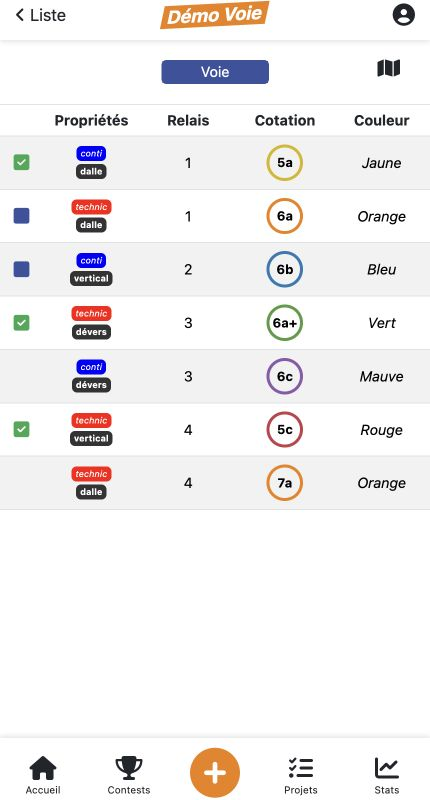 Liste
Démo Voie
Voie
Propriétés Relais Cotation Couleur
conti
dalle
1 5a Jaune
technic
dalle
1 6a Orange
conti
vertical
2 6b Bleu
technic
dévers
3 6a+ Vert
conti
dévers
3 6c Mauve
technic
vertical
4 5c Rouge
technic
dalle
4 7a Orange
Accueil Contests Projets Stats